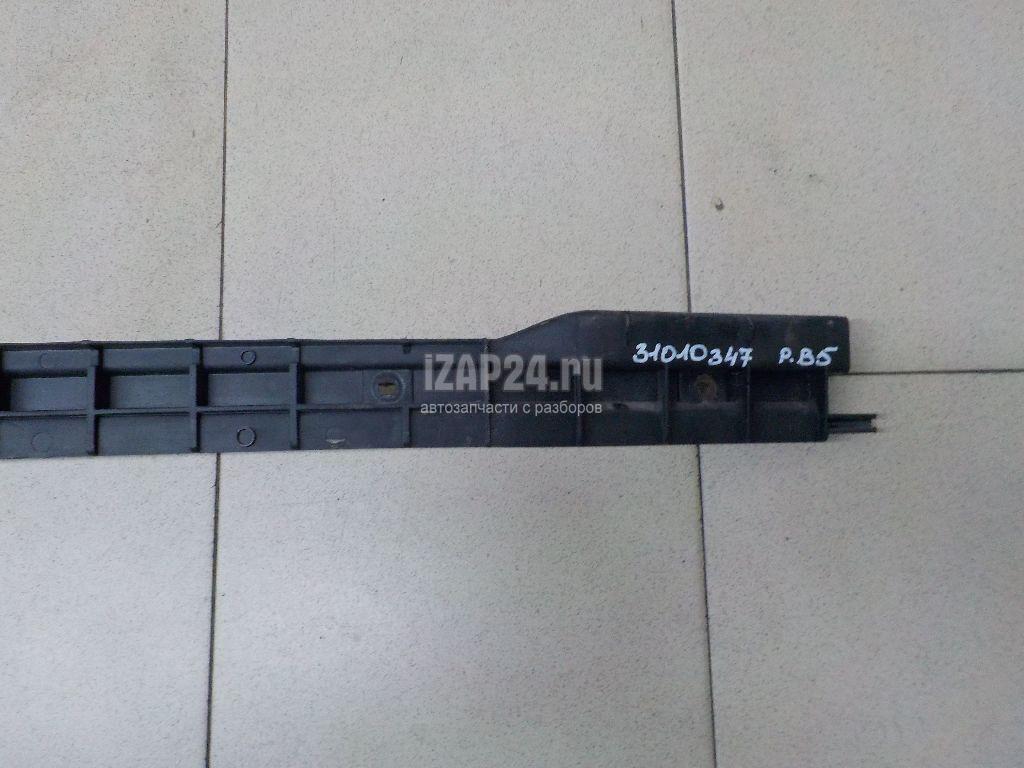 31010347 P.B5
iZAP24.ru
автозапчасти с разборов